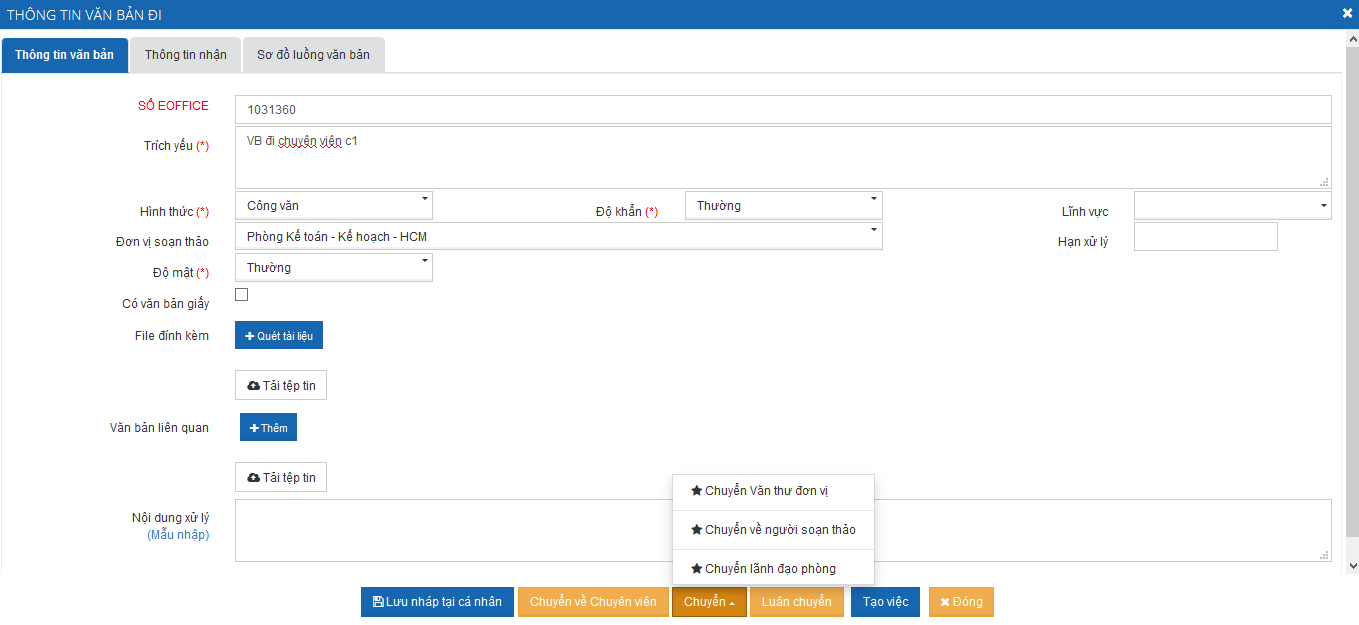 THÔNG TIN VĂN BẢN ĐI
Thông tin văn bản Thông tin nhận Sơ đồ luồng văn bản
SỐ EOFFICE 1031360
Trích yếu (*) VB đi chuyên viên c1
Hình thức (*) Công văn Độ khẩn (*) Thường Lĩnh vực
Đơn vị soạn thảo Phòng Kế toán - Kế hoạch - HCM Hạn xử lý
Độ mật (*) Thường
Có văn bản giấy
File đính kèm Quét tài liệu
Tải tệp tin
Văn bản liên quan Thêm
Tải tệp tin
Chuyển Văn thư đơn vị
Nội dung xử lý
(Mẫu nhập)
Chuyển về người soạn thảo
Chuyển lãnh đạo phòng
Lưu nháp tại cá nhân Chuyển về Chuyên viên Chuyển Luân chuyển Tạo việc Đóng